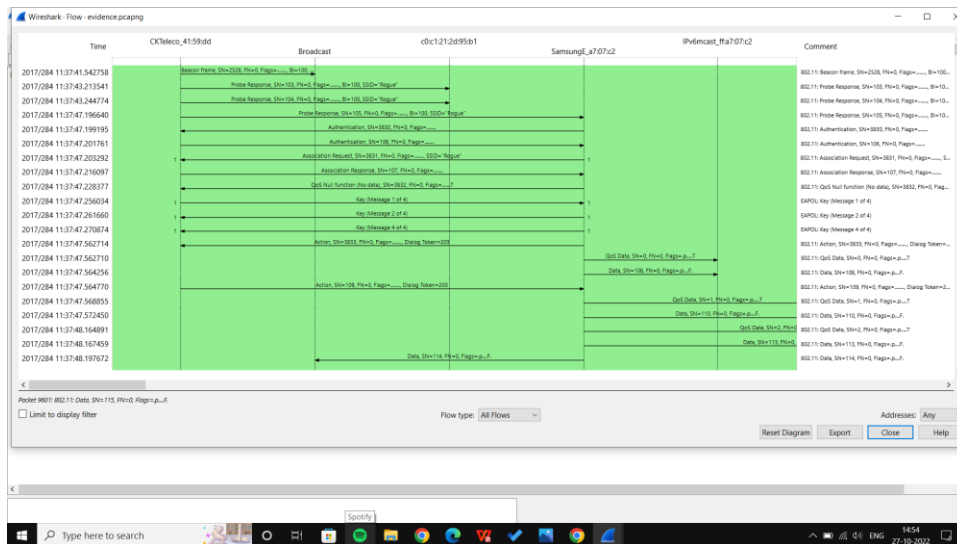 Wireshark · Flow - evidence.pcapng
Time CKTeleco_41:59:dd Broadcast c0:c1:21:2d:95:b1 SamsungE_a7:07:c2 IPv6mcast_ff:a7:07:c2 Comment
2017/284 11:37:41.542758 Beacon frame, SN=2528, FN=0, Flags=........, BI=100... 802.11: Beacon frame, SN=2528, FN=0, Flags=........, BI=100...
2017/284 11:37:43.213541 Probe Response, SN=103, FN=0, Flags=........, BI=100, SSID="Rogue" 802.11: Probe Response, SN=103, FN=0, Flags=........, BI=10...
2017/284 11:37:43.244774 Probe Response, SN=104, FN=0, Flags=........, BI=100, SSID="Rogue" 802.11: Probe Response, SN=104, FN=0, Flags=........, BI=10...
2017/284 11:37:47.196640 Probe Response, SN=105, FN=0, Flags=........, BI=100, SSID="Rogue" 802.11: Probe Response, SN=105, FN=0, Flags=........, BI=10...
2017/284 11:37:47.199195 Authentication, SN=3830, FN=0, Flags=........ 802.11: Authentication, SN=3830, FN=0, Flags=........
2017/284 11:37:47.201761 Authentication, SN=106, FN=0, Flags=........ 802.11: Authentication, SN=106, FN=0, Flags=........
2017/284 11:37:47.203292 1 Association Request, SN=3831, FN=0, Flags=........, SSID="Rogue" 1 802.11: Association Request, SN=3831, FN=0, Flags=........, S...
2017/284 11:37:47.216097 Association Response, SN=107, FN=0, Flags=........ 802.11: Association Response, SN=107, FN=0, Flags=........
2017/284 11:37:47.228377 QoS Null function (No data), SN=3832, FN=0, Flags=.......T 802.11: QoS Null function (No data), SN=3832, FN=0, Flag...
2017/284 11:37:47.256034 1 Key (Message 1 of 4) 1 EAPOL: Key (Message 1 of 4)
2017/284 11:37:47.261660 1 Key (Message 2 of 4) 1 EAPOL: Key (Message 2 of 4)
2017/284 11:37:47.270874 1 Key (Message 4 of 4) 1 EAPOL: Key (Message 4 of 4)
2017/284 11:37:47.562714 Action, SN=3833, FN=0, Flags=........, Dialog Token=203 802.11: Action, SN=3833, FN=0, Flags=........, Dialog Token=...
2017/284 11:37:47.562710 QoS Data, SN=0, FN=0, Flags=.p.....T 802.11: QoS Data, SN=0, FN=0, Flags=.p.....T
2017/284 11:37:47.564256 Data, SN=108, FN=0, Flags=.p....F. 802.11: Data, SN=108, FN=0, Flags=.p....F.
2017/284 11:37:47.564770 Action, SN=109, FN=0, Flags=........, Dialog Token=203 802.11: Action, SN=109, FN=0, Flags=........, Dialog Token=2...
2017/284 11:37:47.568855 QoS Data, SN=1, FN=0, Flags=.p.....T 802.11: QoS Data, SN=1, FN=0, Flags=.p.....T
2017/284 11:37:47.572450 Data, SN=110, FN=0, Flags=.p....F. 802.11: Data, SN=110, FN=0, Flags=.p....F.
2017/284 11:37:48.164891 QoS Data, SN=2, FN=0 802.11: QoS Data, SN=2, FN=0, Flags=.p.....T
2017/284 11:37:48.167459 Data, SN=113, FN=0, 802.11: Data, SN=113, FN=0, Flags=.p....F.
2017/284 11:37:48.197672 Data, SN=114, FN=0, Flags=.p....F. 802.11: Data, SN=114, FN=0, Flags=.p....F.
Packet 9601: 802.11: Data, SN=115, FN=0, Flags=.p....F.
Limit to display filter Flow type: All Flows Addresses: Any
Reset Diagram Export Close Help
Spotify
Type here to search ENG 14:54
27-10-2022